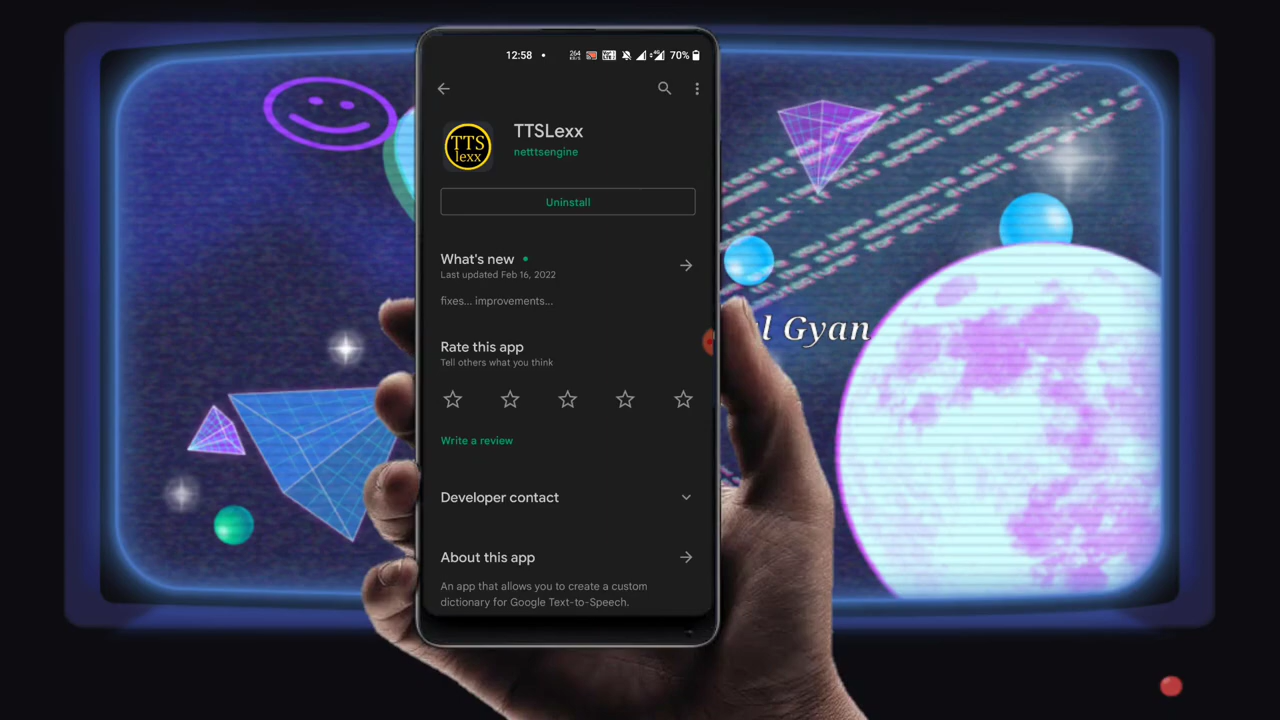 12:58
264
KB/S
70%
TTS
lexx
TTSLexx
netttsengine
Uninstall
What's new
Last updated Feb 16, 2022
fixes... improvements...
Rate this app
Tell others what you think
Write a review
Developer contact
About this app
An app that allows you to create a custom
dictionary for Google Text-to-Speech.
l Gyan